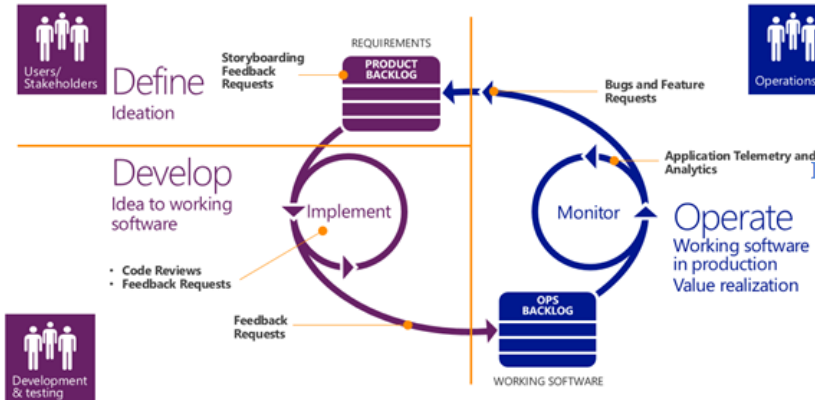 Users/
Stakeholders
Define
Ideation
Storyboarding
Feedback
Requests
REQUIREMENTS
PRODUCT
BACKLOG
Bugs and Feature
Requests
Operations
Application Telemetry and
Analytics
Develop
Idea to working
software
Implement
Monitor
Operate
Working software
in production
Value realization
• Code Reviews
• Feedback Requests
Feedback
Requests
OPS
BACKLOG
WORKING SOFTWARE
Development
& testing